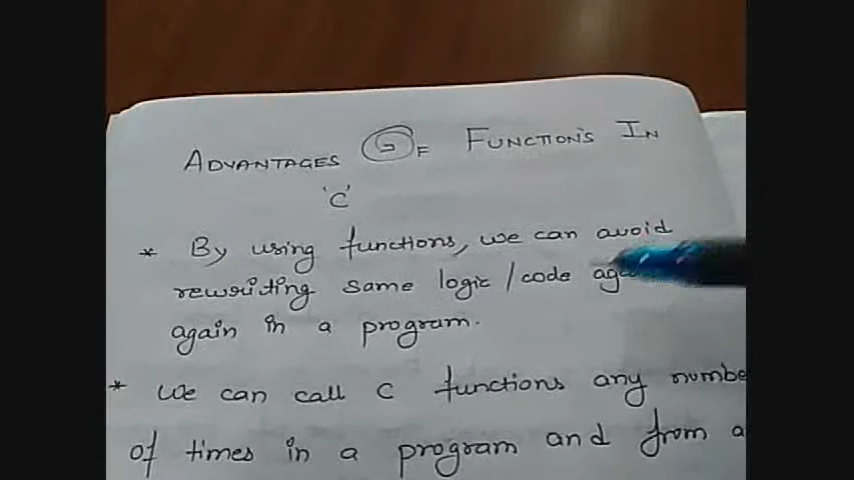 ADVANTAGES OF FUNCTIONS IN
'C'
* By using functions, we can avoid
rewriting same logic/code
again in a program.
* We can call C functions any
of times in a program and from